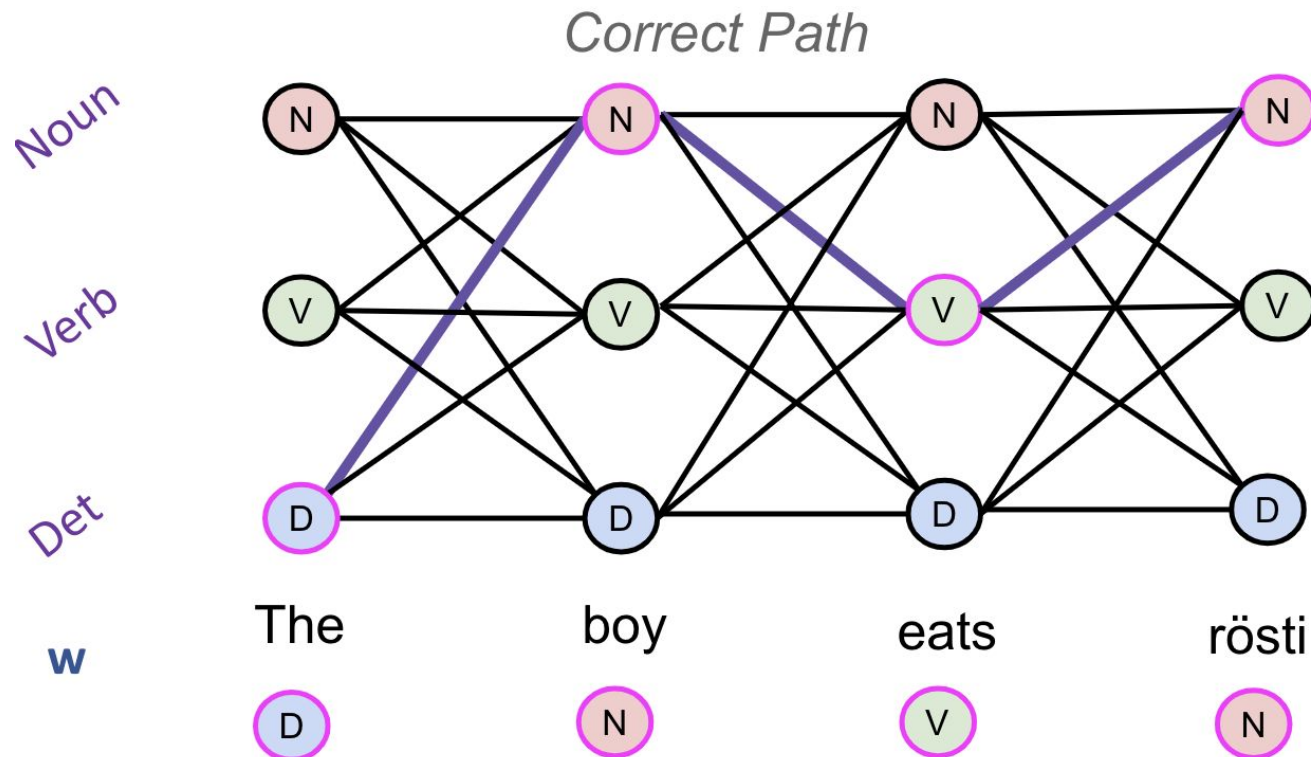 Correct Path
Noun N N N N
Verb V V V V
Det D D D D
w The boy eats rösti
D N V N